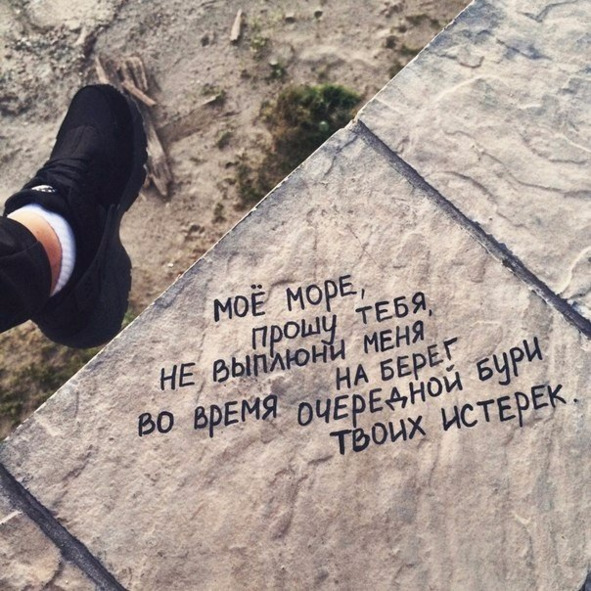 МОЁ МОРЕ,
ПРОШУ ТЕБЯ,
НЕ ВЫПЛЮНИ МЕНЯ
НА БЕРЕГ
ВО ВРЕМЯ ОЧЕРЕДНОЙ БУРИ
ТВОИХ ИСТЕРЕК.